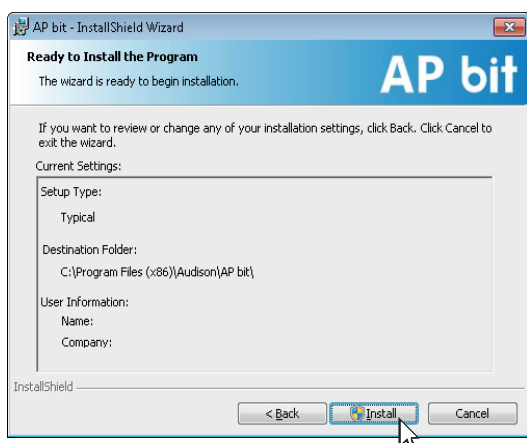 AP bit - InstallShield Wizard
Ready to Install the Program
The wizard is ready to begin installation.
AP bit
If you want to review or change any of your installation settings, click Back. Click Cancel to
exit the wizard.
Current Settings:
Setup Type:
Typical
Destination Folder:
C:\Program Files (x86)\Audison\AP bit\
User Information:
Name:
Company:
InstallShield
< Back
Install
Cancel